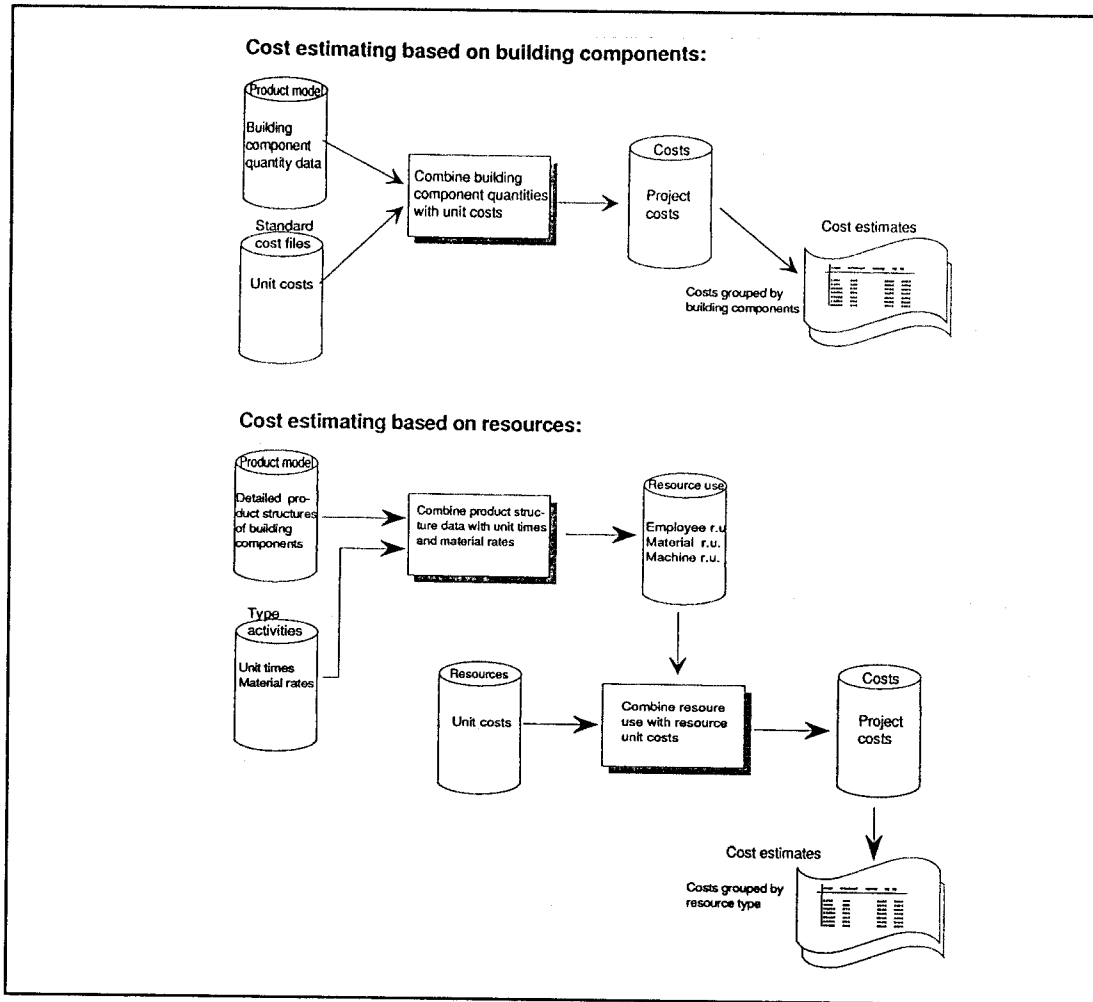 Cost estimating based on building components:
Product model
Building
component
quantity data
Standard
cost files
Unit costs
Combine building
component quantities
with unit costs
Costs
Project
costs
Cost estimates
Costs grouped by
building components
Cost estimating based on resources:
Product model
Detailed pro-
duct structures
of building
components
Type
activities
Unit times
Material rates
Combine product struc-
ture data with unit times
and material rates
Resource use
Employee r.u
Material r.u.
Machine r.u.
Resources
Unit costs
Combine resoure
use with resource
unit costs
Costs
Project
costs
Cost estimates
Costs grouped by
resource type